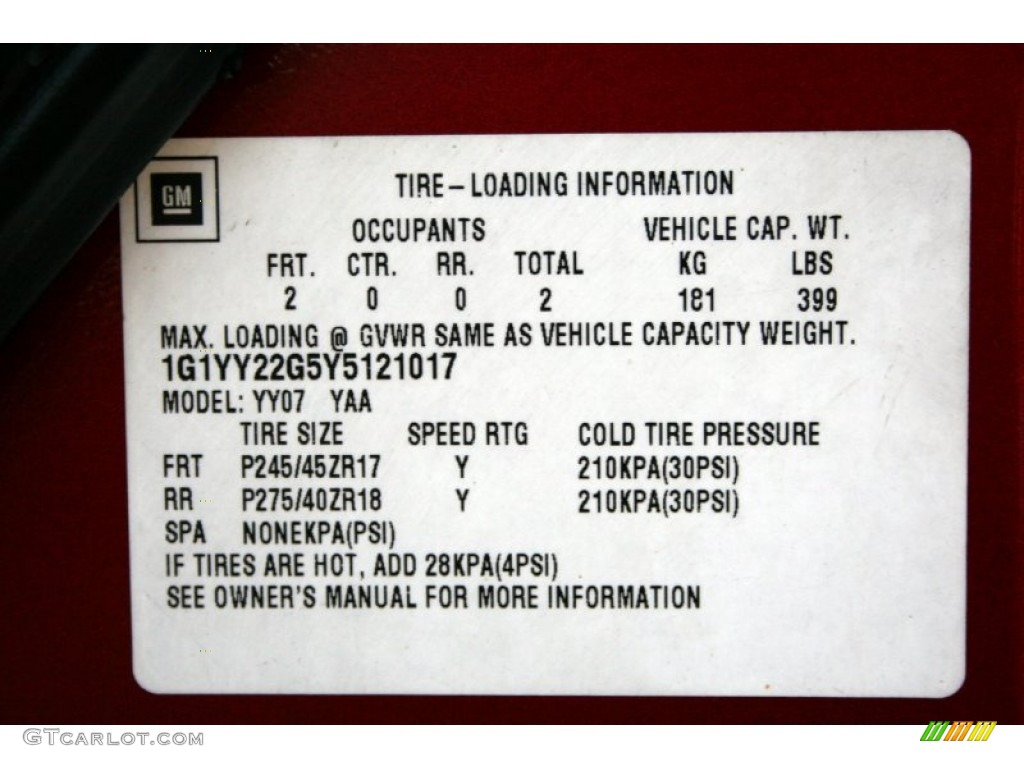 GM
TIRE-LOADING INFORMATION
OCCUPANTS VEHICLE CAP. WT.
FRT. CTR. RR. TOTAL KG LBS
2 0 0 2 181 399
MAX. LOADING @ GVWR SAME AS VEHICLE CAPACITY WEIGHT.
1G1YY22G5Y5121017
MODEL: YY07 YAA
TIRE SIZE SPEED RTG COLD TIRE PRESSURE
FRT P245/45ZR17 Y 210KPA(30PSI)
RR P275/40ZR18 Y 210KPA(30PSI)
SPA NONEKPA(PSI)
IF TIRES ARE HOT, ADD 28KPA(4PSI)
SEE OWNER'S MANUAL FOR MORE INFORMATION
GTCARLOT.COM